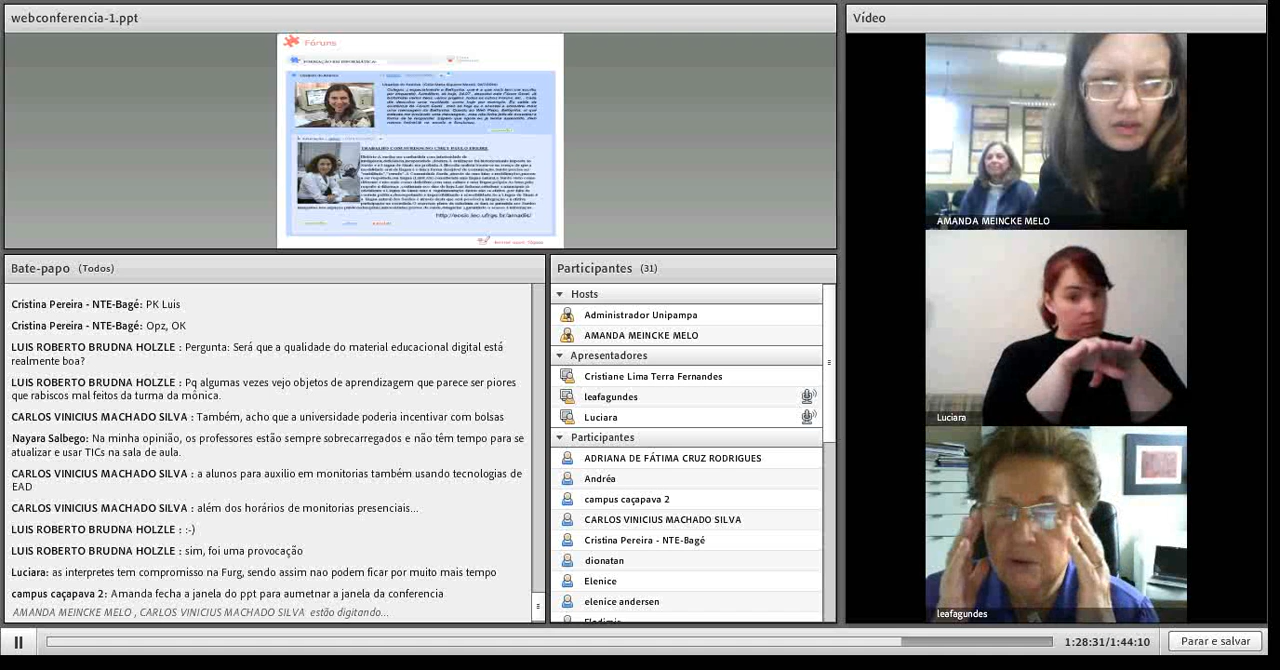 webconferencia-1.ppt
Fóruns
http://eosic.lec.ufrgs.br/amadis/
Bate-papo (Todos)
Cristina Pereira - NTE-Bagé: PK Luis
Cristina Pereira - NTE-Bagé: Opz, OK
LUIS ROBERTO BRUDNA HOLZLE : Pergunta: Será que a qualidade do material educacional digital está
realmente boa?
LUIS ROBERTO BRUDNA HOLZLE : Pq algumas vezes vejo objetos de aprendizagem que parece ser piores
que rabiscos mal feitos da turma da mônica.
CARLOS VINICIUS MACHADO SILVA : Também, acho que a universidade poderia incentivar com bolsas
Nayara Salbego: Na minha opinião, os professores estão sempre sobrecarregados e não têm tempo para se
atualizar e usar TICs na sala de aula.
CARLOS VINICIUS MACHADO SILVA : a alunos para auxilio em monitorias também usando tecnologias de
EAD
CARLOS VINICIUS MACHADO SILVA : além dos horários de monitorias presenciais...
LUIS ROBERTO BRUDNA HOLZLE : :-)
LUIS ROBERTO BRUDNA HOLZLE : sim, foi uma provocação
Luciara: as interpretes tem compromisso na Furg, sendo assim nao podem ficar por muito mais tempo
campus caçapava 2: Amanda fecha a janela do ppt para aumetnar a janela da conferencia
AMANDA MEINCKE MELO , CARLOS VINICIUS MACHADO SILVA estão digitando...
Participantes (31)
Hosts
Administrador Unipampa
AMANDA MEINCKE MELO
Apresentadores
Cristiane Lima Terra Fernandes
leafagundes
Luciara
Participantes
ADRIANA DE FÁTIMA CRUZ RODRIGUES
Andréa
campus caçapava 2
CARLOS VINICIUS MACHADO SILVA
Cristina Pereira - NTE-Bagé
dionatan
Elenice
elenice andersen
Vídeo
AMANDA MEINCKE MELO
Luciara
leafagundes
1:28:31/1:44:10
Parar e salvar